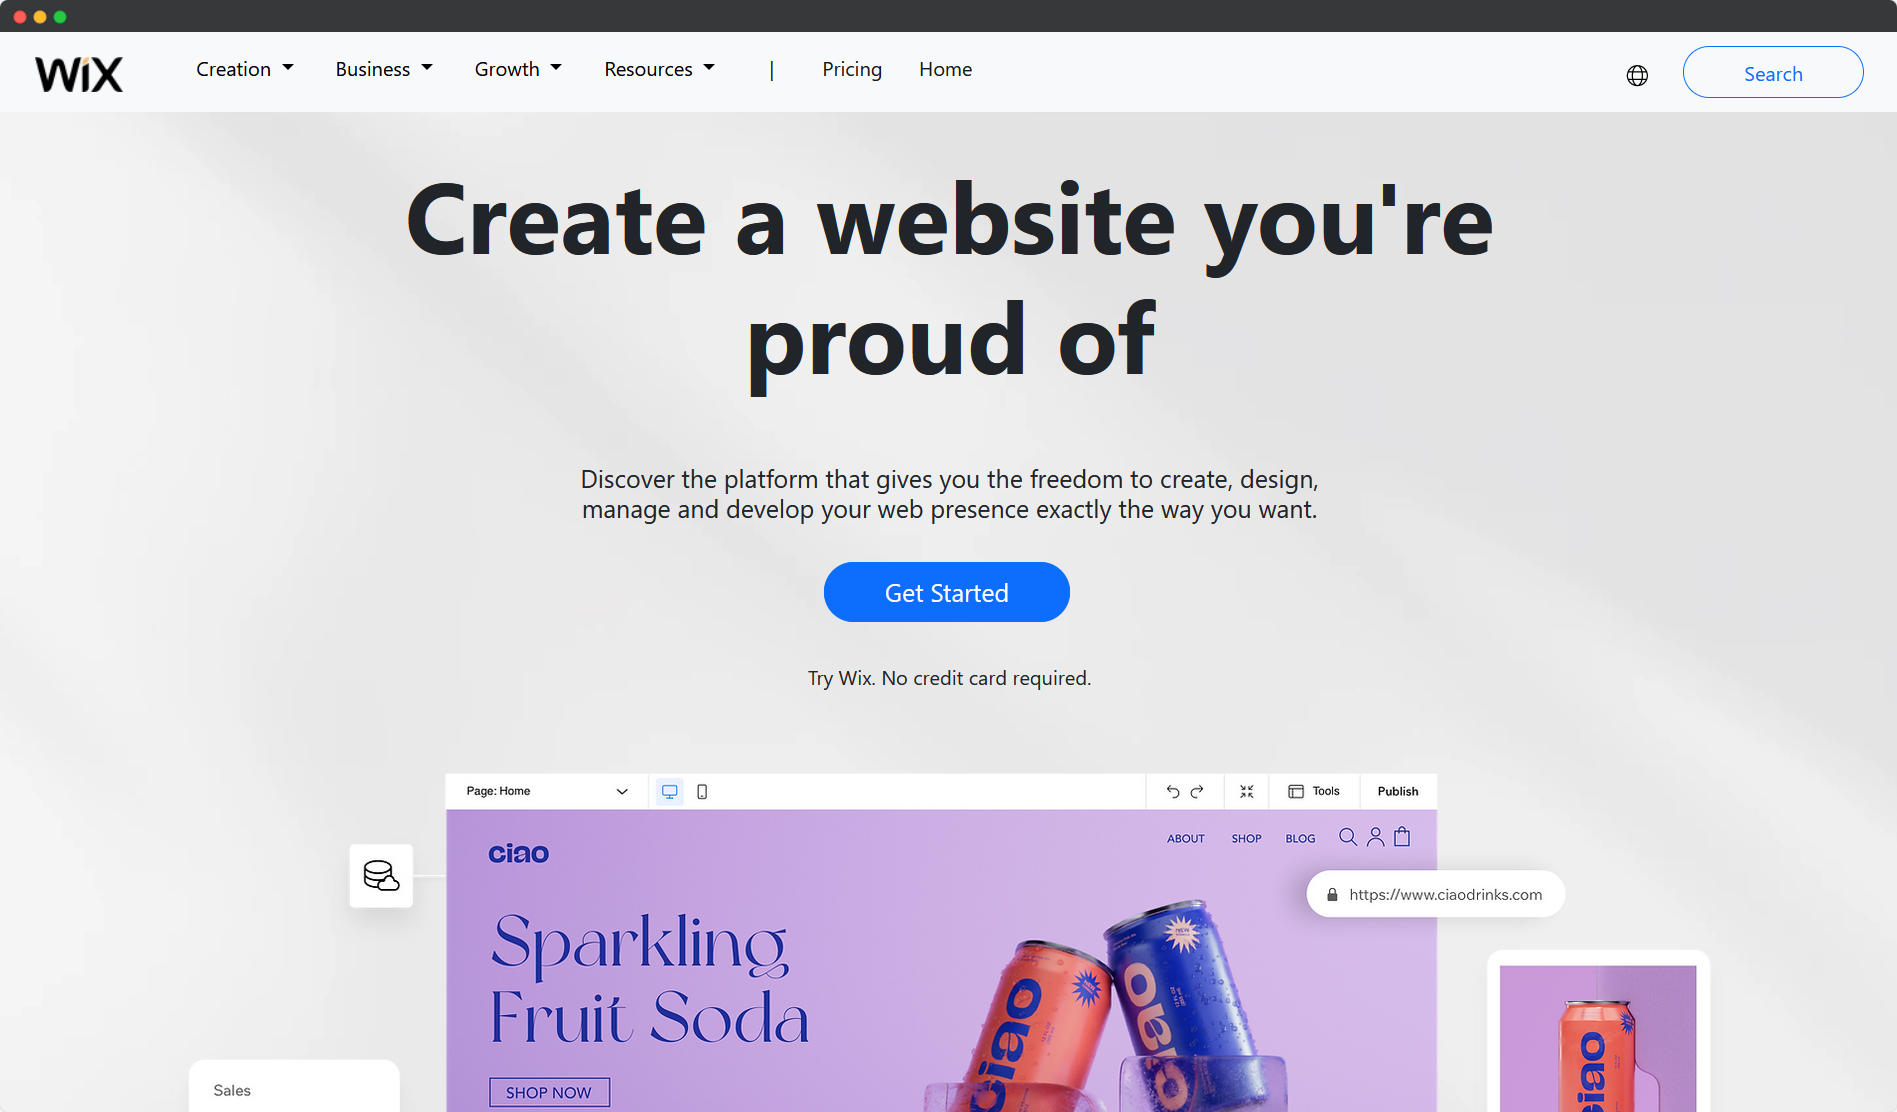 WiX
Creation
Business
Growth
Resources
|
Pricing
Home
Search
Create a website you're
proud of
Discover the platform that gives you the freedom to create, design,
manage and develop your web presence exactly the way you want.
Get Started
Try Wix. No credit card required.
Page: Home
Tools
Publish
ciao
ABOUT
SHOP
BLOG
https://www.ciaodrinks.com
Sparkling
Fruit Soda
NEW
ciao
ciao
ciao
Sales
SHOP NOW